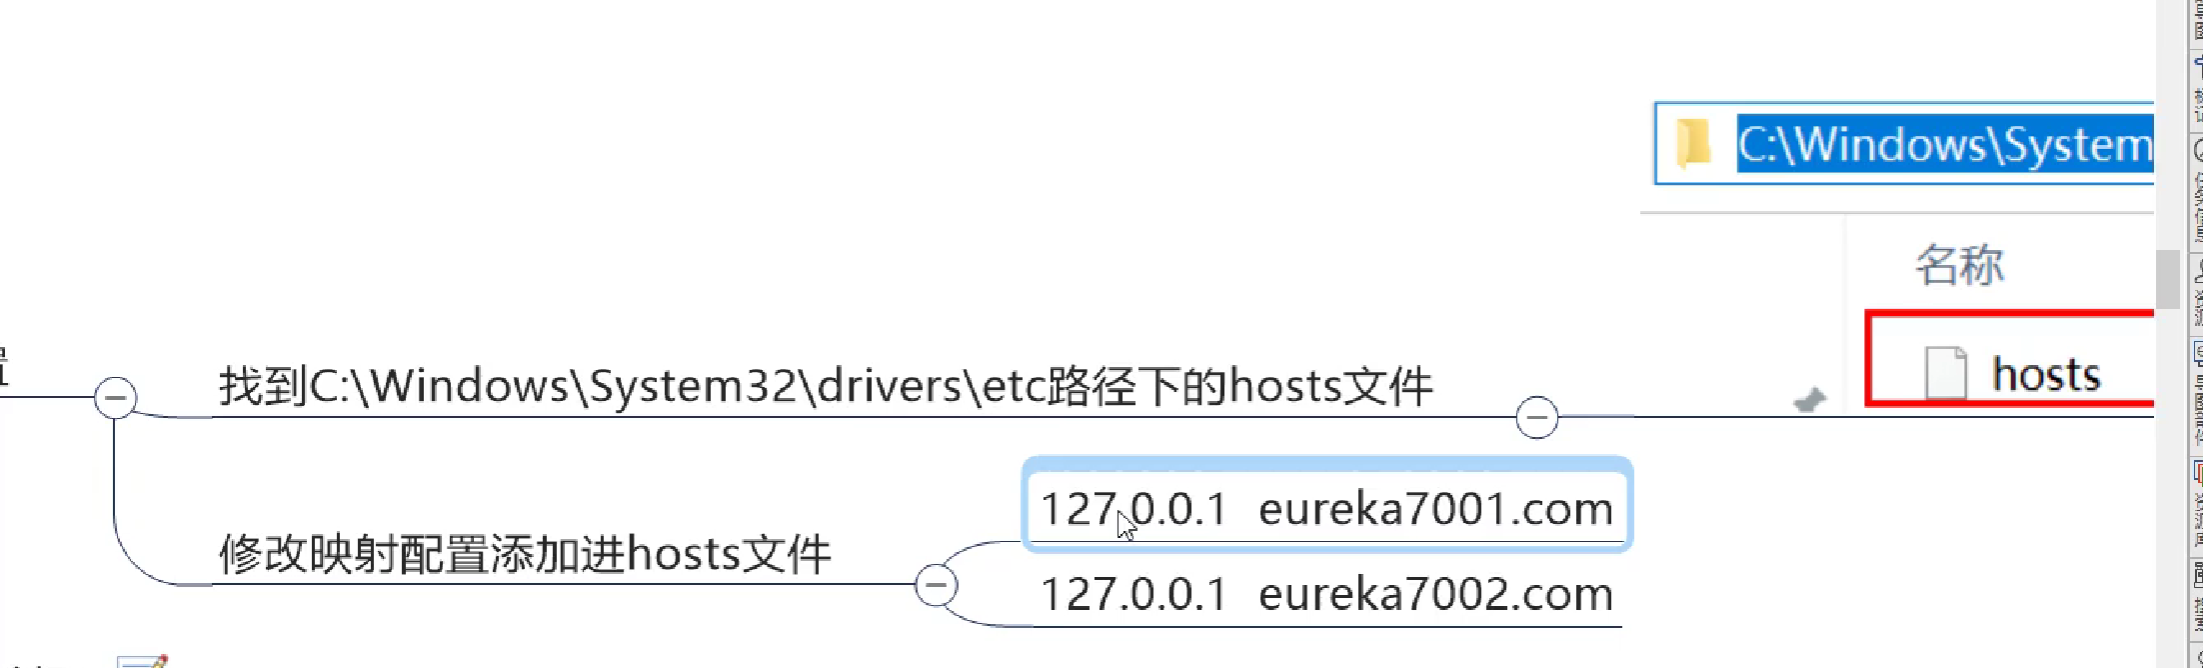 C:\Windows\System
名称
hosts
找到C:\Windows\System32\drivers\etc路径下的hosts文件
127.0.0.1 eureka7001.com
修改映射配置添加进hosts文件
127.0.0.1 eureka7002.com